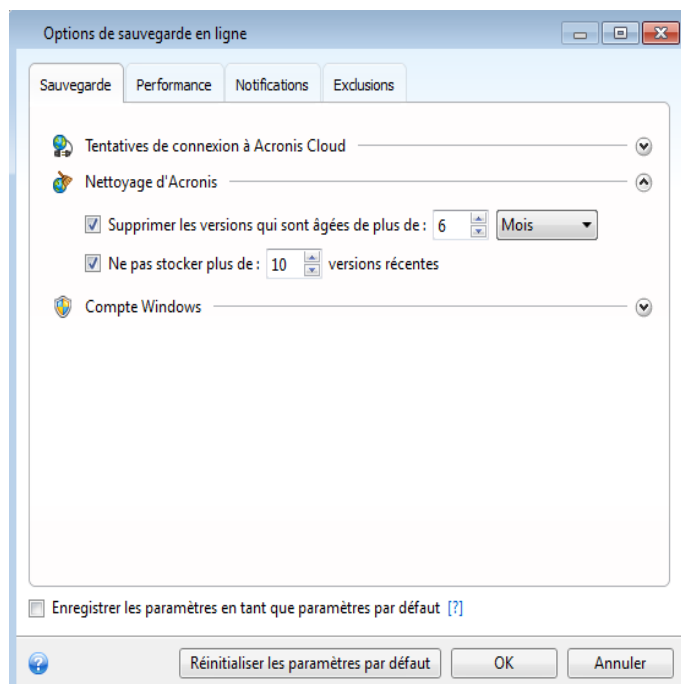 Options de sauvegarde en ligne
Sauvegarde Performance Notifications Exclusions
Tentatives de connexion à Acronis Cloud
Nettoyage d'Acronis
Supprimer les versions qui sont âgées de plus de : 6 Mois
Ne pas stocker plus de : 10 versions récentes
Compte Windows
Enregistrer les paramètres en tant que paramètres par défaut [?]
Réinitialiser les paramètres par défaut OK Annuler